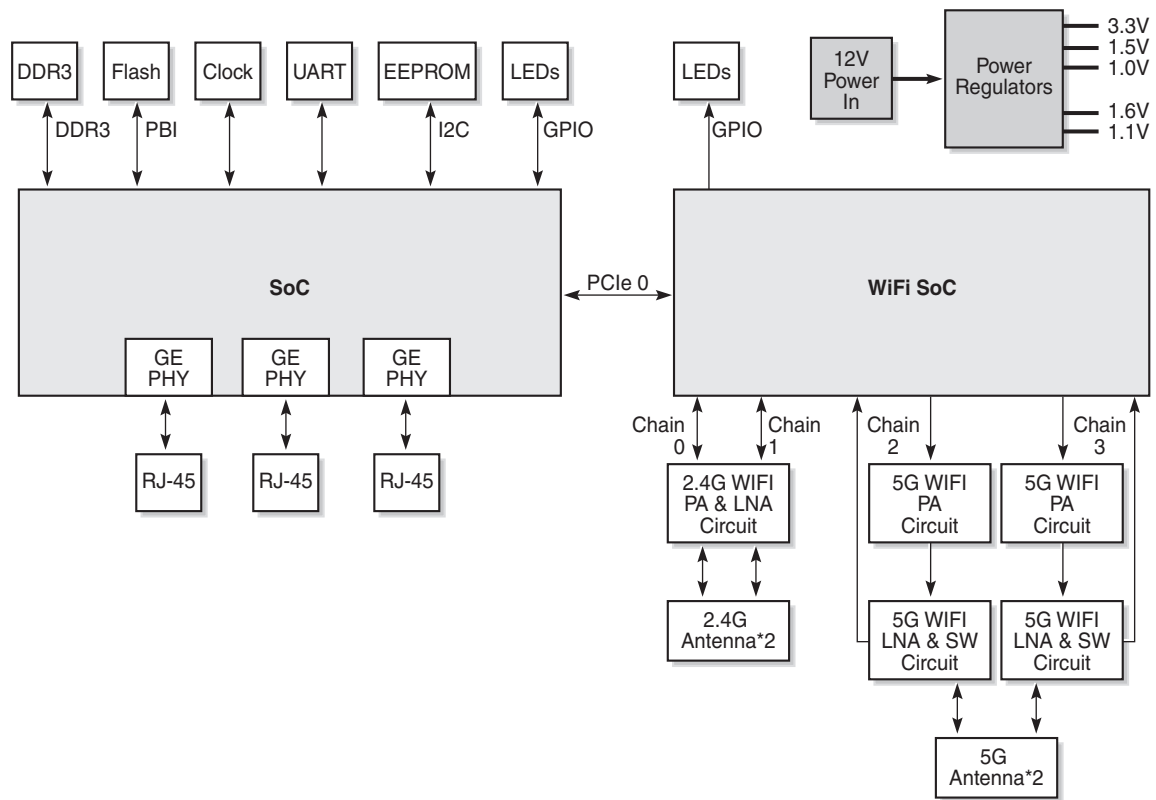 DDR3
Flash
Clock
UART
EEPROM
LEDs
LEDs
12V
Power
In
Power
Regulators
3.3V
1.5V
1.0V
1.6V
1.1V
DDR3
PBI
I2C
GPIO
GPIO
SoC
PCIe 0
WiFi SoC
GE
PHY
GE
PHY
GE
PHY
RJ-45
RJ-45
RJ-45
Chain
0
Chain
1
Chain
2
Chain
3
2.4G WIFI
PA & LNA
Circuit
5G WIFI
PA
Circuit
5G WIFI
PA
Circuit
2.4G
Antenna*2
5G WIFI
LNA & SW
Circuit
5G WIFI
LNA & SW
Circuit
5G
Antenna*2